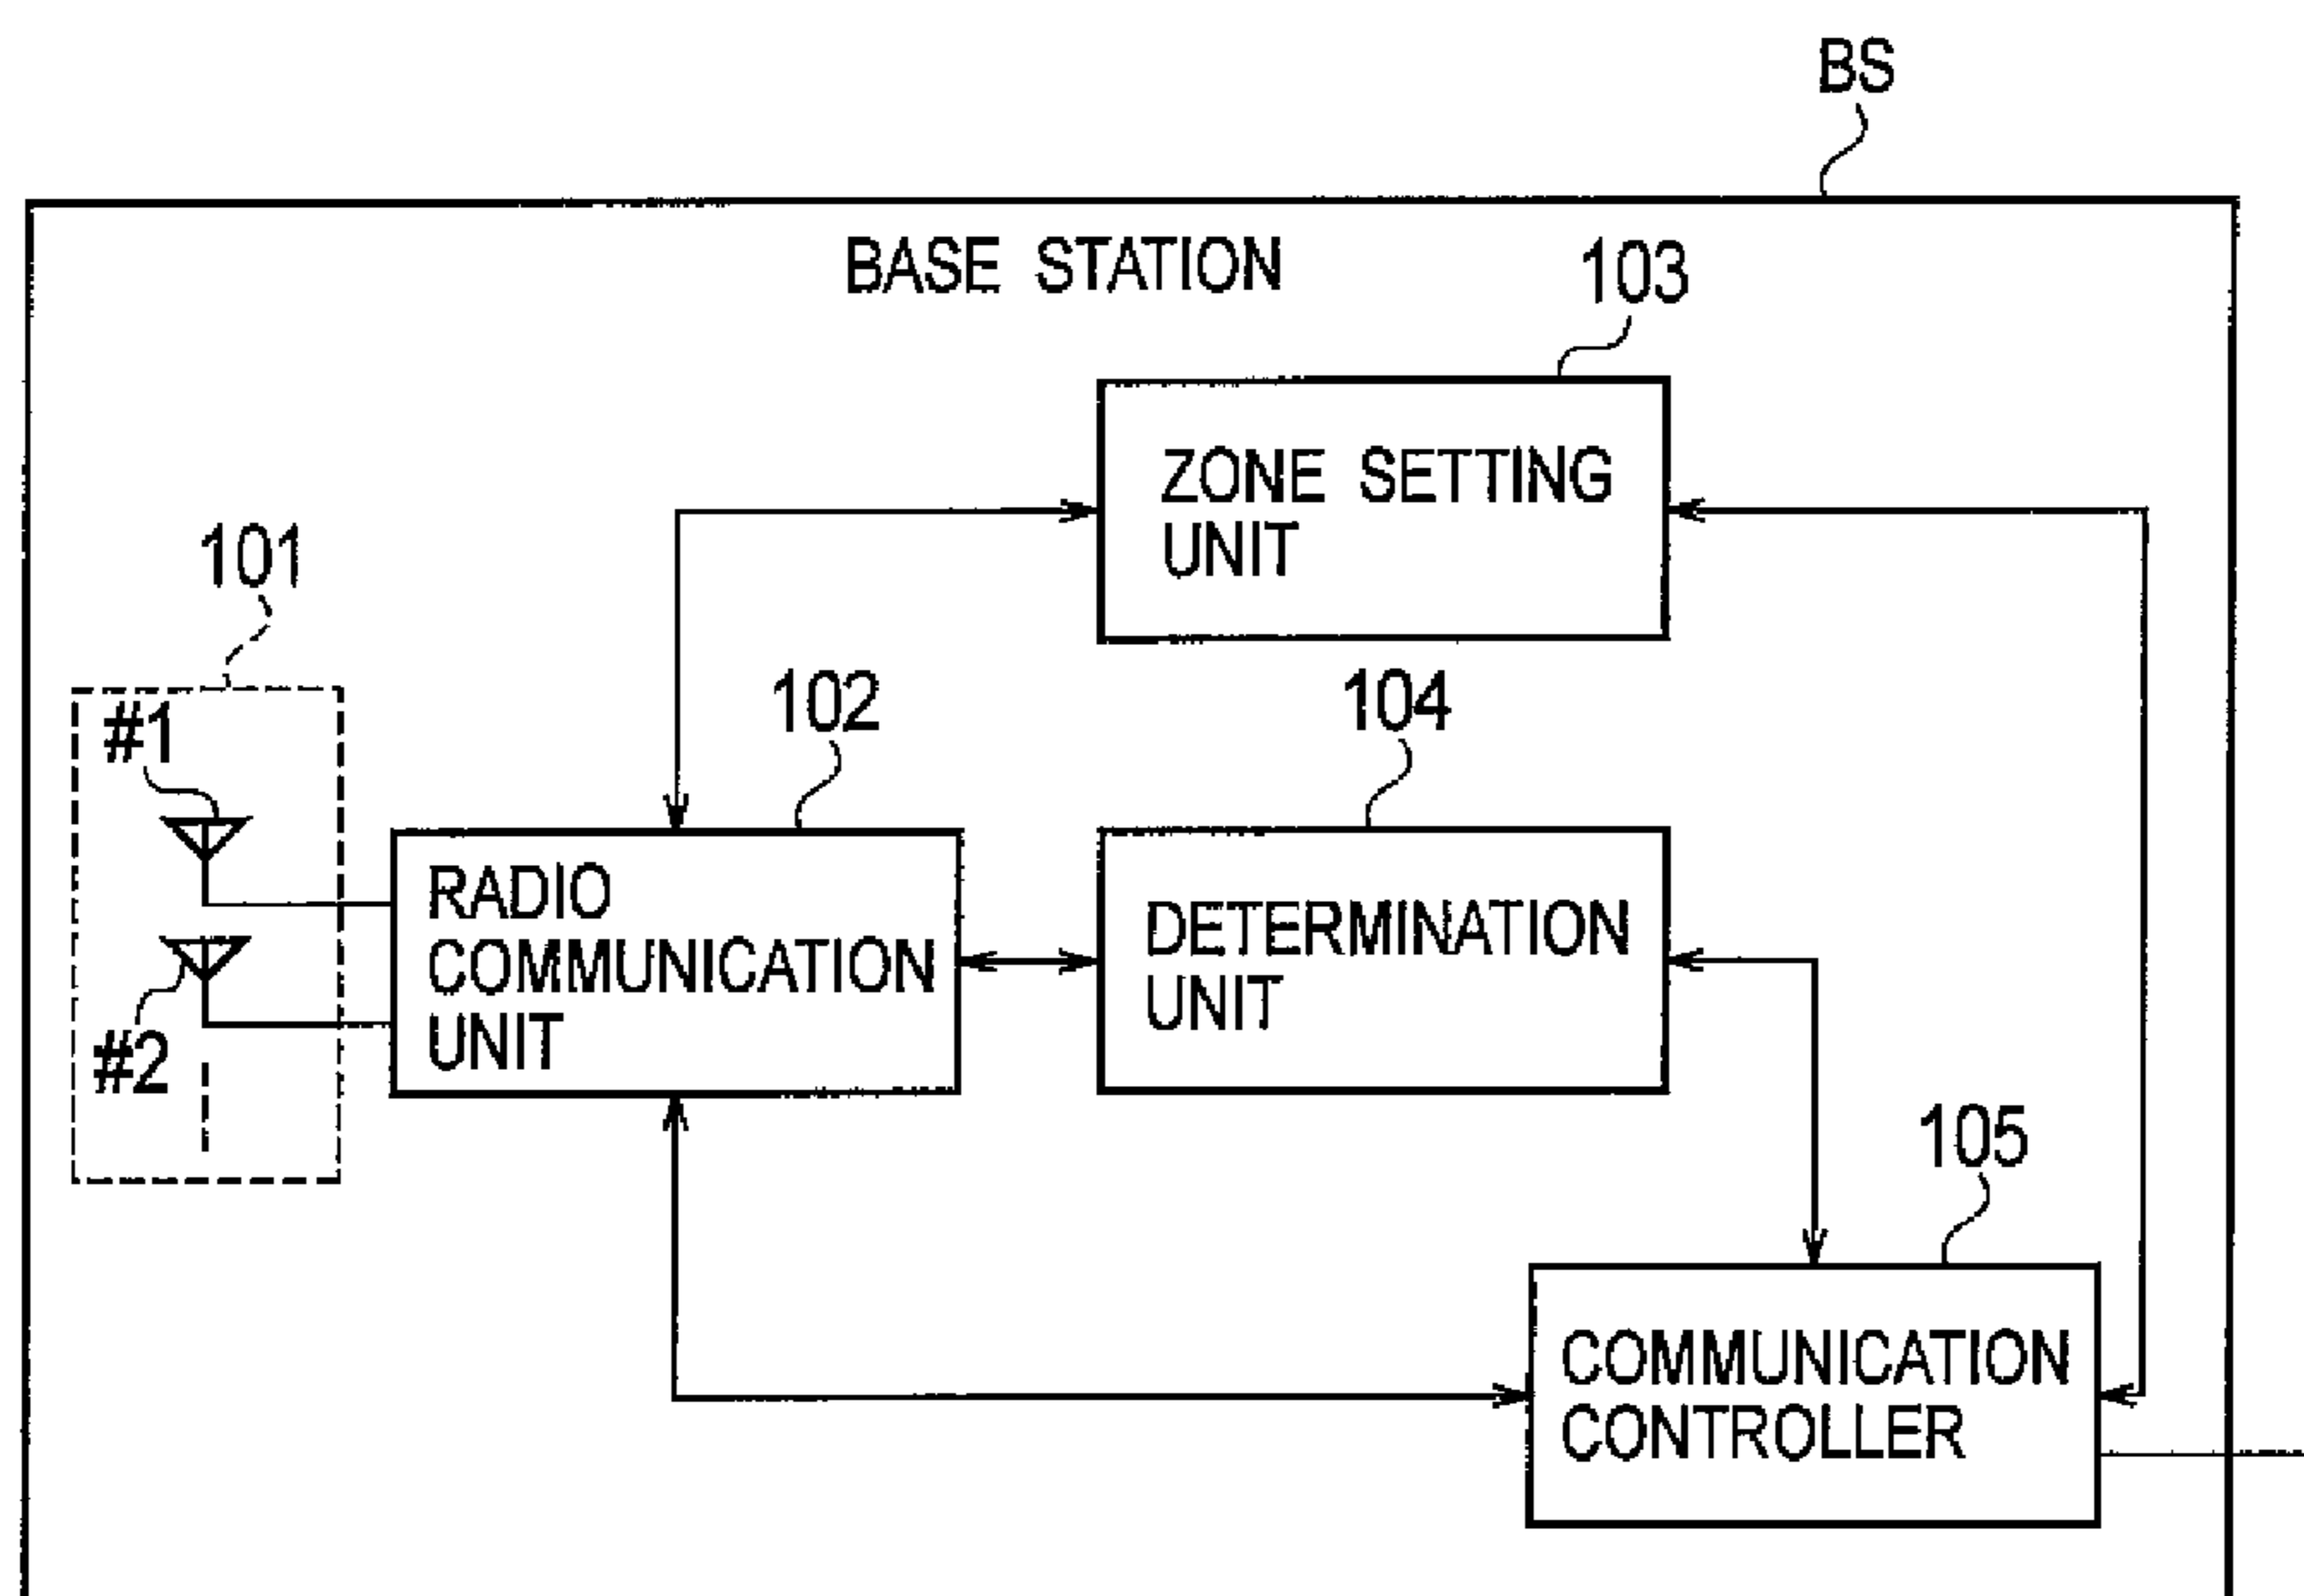 BS
BASE STATION
103
ZONE SETTING
UNIT
101
#1
102
104
RADIO
COMMUNICATION
UNIT
DETERMINATION
UNIT
#2
105
COMMUNICATION
CONTROLLER